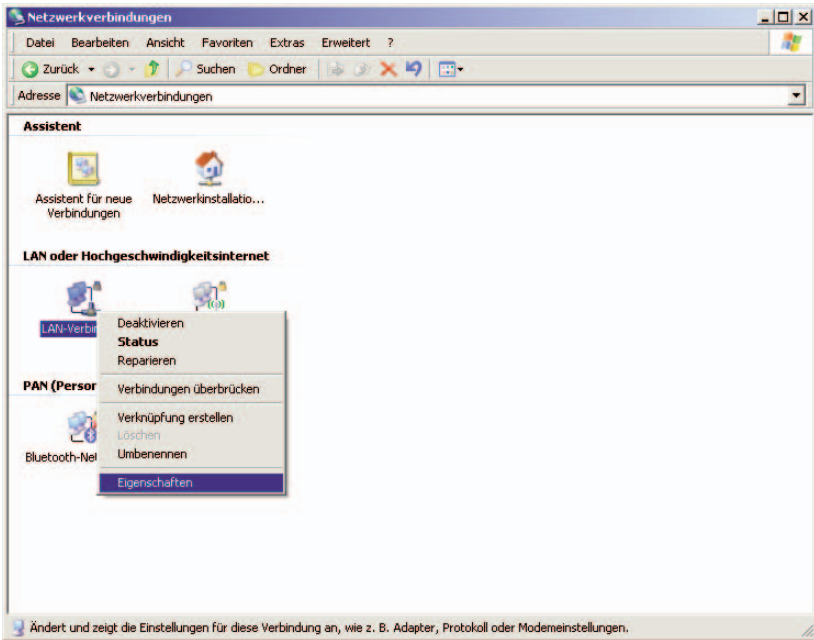 Netzwerkverbindungen
Datei Bearbeiten Ansicht Favoriten Extras Erweitert ?
Zurück Suchen Ordner
Adresse Netzwerkverbindungen
Assistent
Assistent für neue Verbindungen
Netzwerkinstallatio...
LAN oder Hochgeschwindigkeitsinternet
LAN-Verbin
Deaktivieren
Status
Reparieren
Verbindungen überbrücken
Verknüpfung erstellen
Löschen
Umbenennen
Eigenschaften
PAN (Person
Bluetooth-Net
Ändert und zeigt die Einstellungen für diese Verbindung an, wie z. B. Adapter, Protokoll oder Modemeinstellungen.